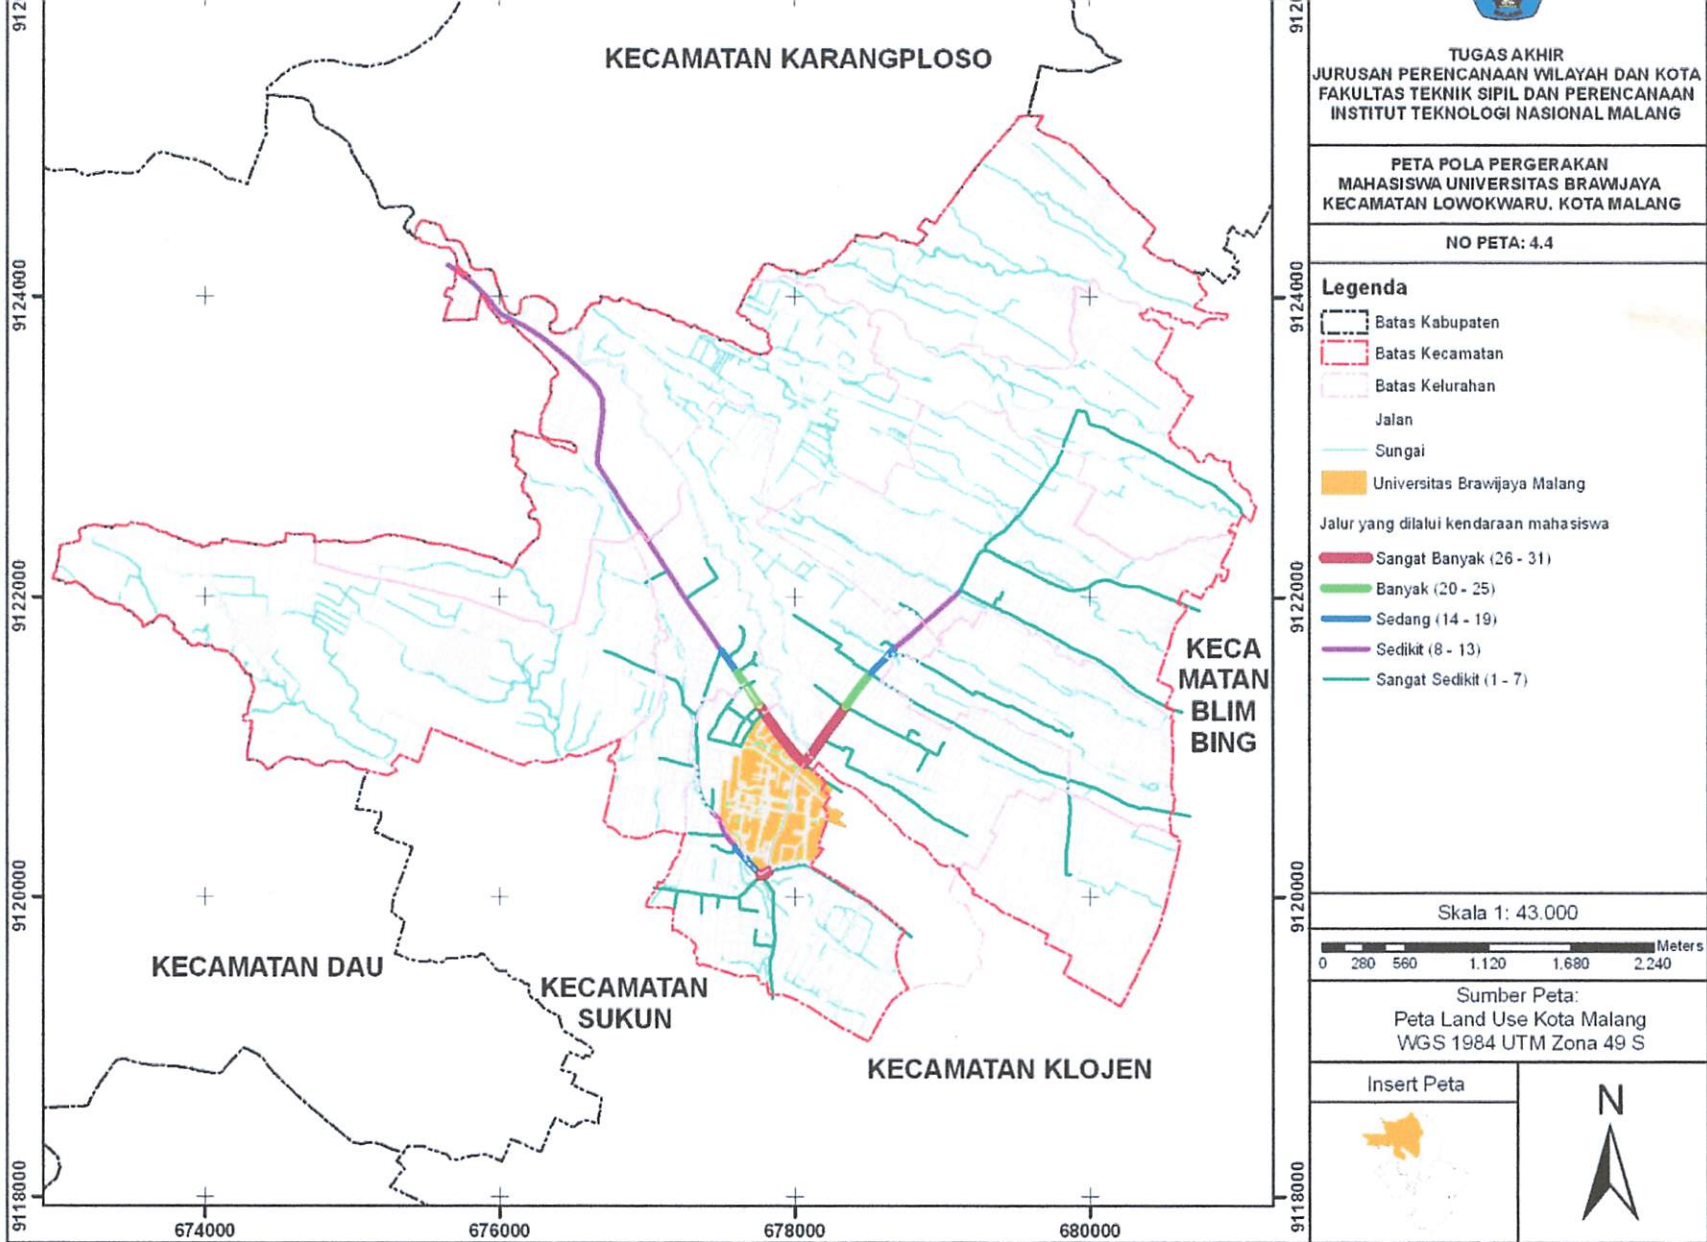 KECAMATAN KARANGPLOSO
KECA
MATAN
BLIM
BING
KECAMATAN DAU
KECAMATAN
SUKUN
KECAMATAN KLOJEN
9124000
9122000
9120000
9118000
9124000
9122000
9120000
9118000
674000
676000
678000
680000
TUGAS AKHIR
JURUSAN PERENCANAAN WILAYAH DAN KOTA
FAKULTAS TEKNIK SIPIL DAN PERENCANAAN
INSTITUT TEKNOLOGI NASIONAL MALANG
PETA POLA PERGERAKAN
MAHASISWA UNIVERSITAS BRAWIJAYA
KECAMATAN LOWOKWARU. KOTA MALANG
NO PETA: 4.4
Legenda
Batas Kabupaten
Batas Kecamatan
Batas Kelurahan
Jalan
Sungai
Universitas Brawijaya Malang
Jalur yang dilalui kendaraan mahasiswa
Sangat Banyak (26 - 31)
Banyak (20 - 25)
Sedang (14 - 19)
Sedikit (8 - 13)
Sangat Sedikit (1 - 7)
Skala 1: 43.000
Meters
0 280 560 1.120 1.680 2.240
Sumber Peta:
Peta Land Use Kota Malang
WGS 1984 UTM Zona 49 S
Insert Peta
N